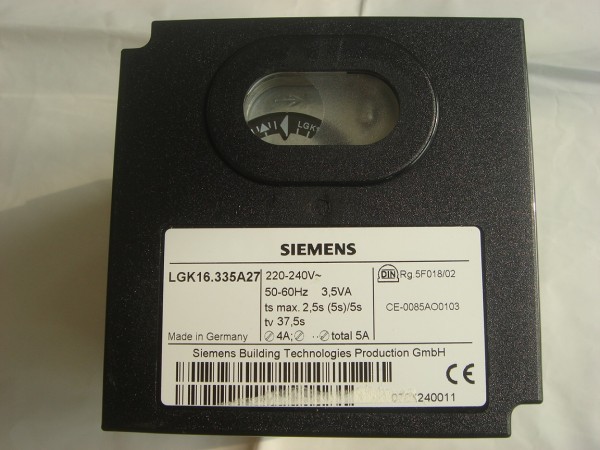 LGK1
SIEMENS
LGK16.335A27
220-240V~
50-60Hz 3,5VA
ts max. 2,5s (5s)/5s
tv 37,5s
4A; ·· total 5A
Made in Germany
DIN Rg.5F018/02
CE-0085AO0103
Siemens Building Technologies Production GmbH
CE
240011